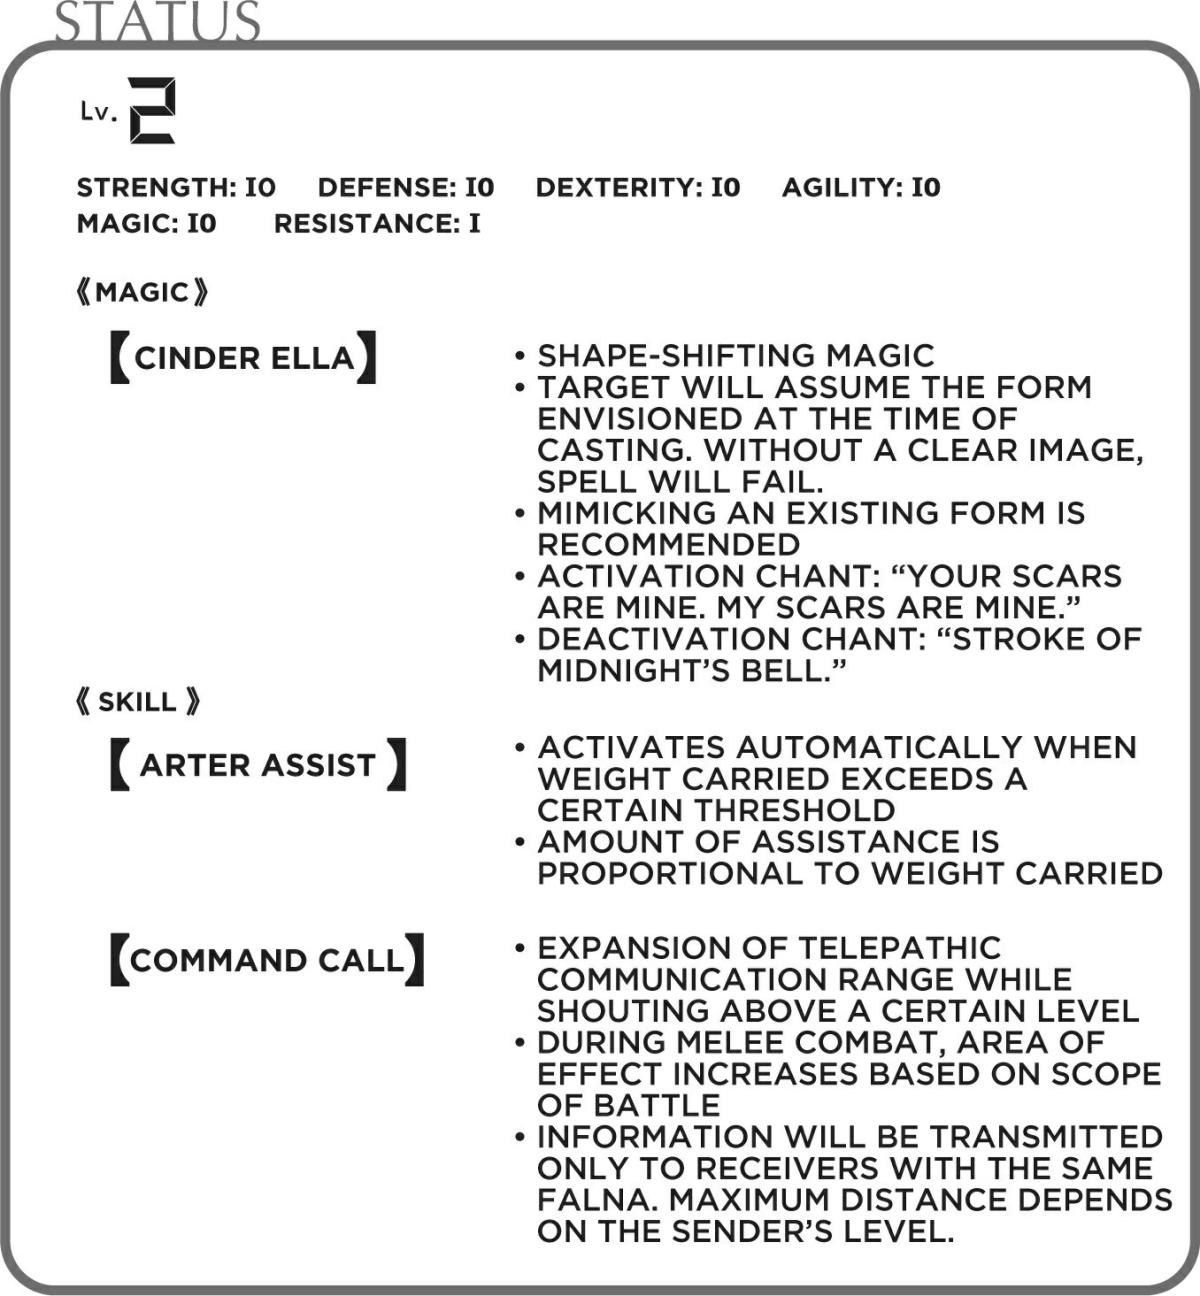 STATUS
Lv. 2
STRENGTH: I0 DEFENSE: I0 DEXTERITY: I0 AGILITY: I0
MAGIC: I0 RESISTANCE: I
《MAGIC》
【CINDER ELLA】
• SHAPE-SHIFTING MAGIC
• TARGET WILL ASSUME THE FORM
ENVISIONED AT THE TIME OF
CASTING. WITHOUT A CLEAR IMAGE,
SPELL WILL FAIL.
• MIMICKING AN EXISTING FORM IS
RECOMMENDED
• ACTIVATION CHANT: “YOUR SCARS
ARE MINE. MY SCARS ARE MINE.”
• DEACTIVATION CHANT: “STROKE OF
MIDNIGHT’S BELL.”
《 SKILL 》
【 ARTER ASSIST 】
• ACTIVATES AUTOMATICALLY WHEN
WEIGHT CARRIED EXCEEDS A
CERTAIN THRESHOLD
• AMOUNT OF ASSISTANCE IS
PROPORTIONAL TO WEIGHT CARRIED
【COMMAND CALL】
• EXPANSION OF TELEPATHIC
COMMUNICATION RANGE WHILE
SHOUTING ABOVE A CERTAIN LEVEL
• DURING MELEE COMBAT, AREA OF
EFFECT INCREASES BASED ON SCOPE
OF BATTLE
• INFORMATION WILL BE TRANSMITTED
ONLY TO RECEIVERS WITH THE SAME
FALNA. MAXIMUM DISTANCE DEPENDS
ON THE SENDER’S LEVEL.